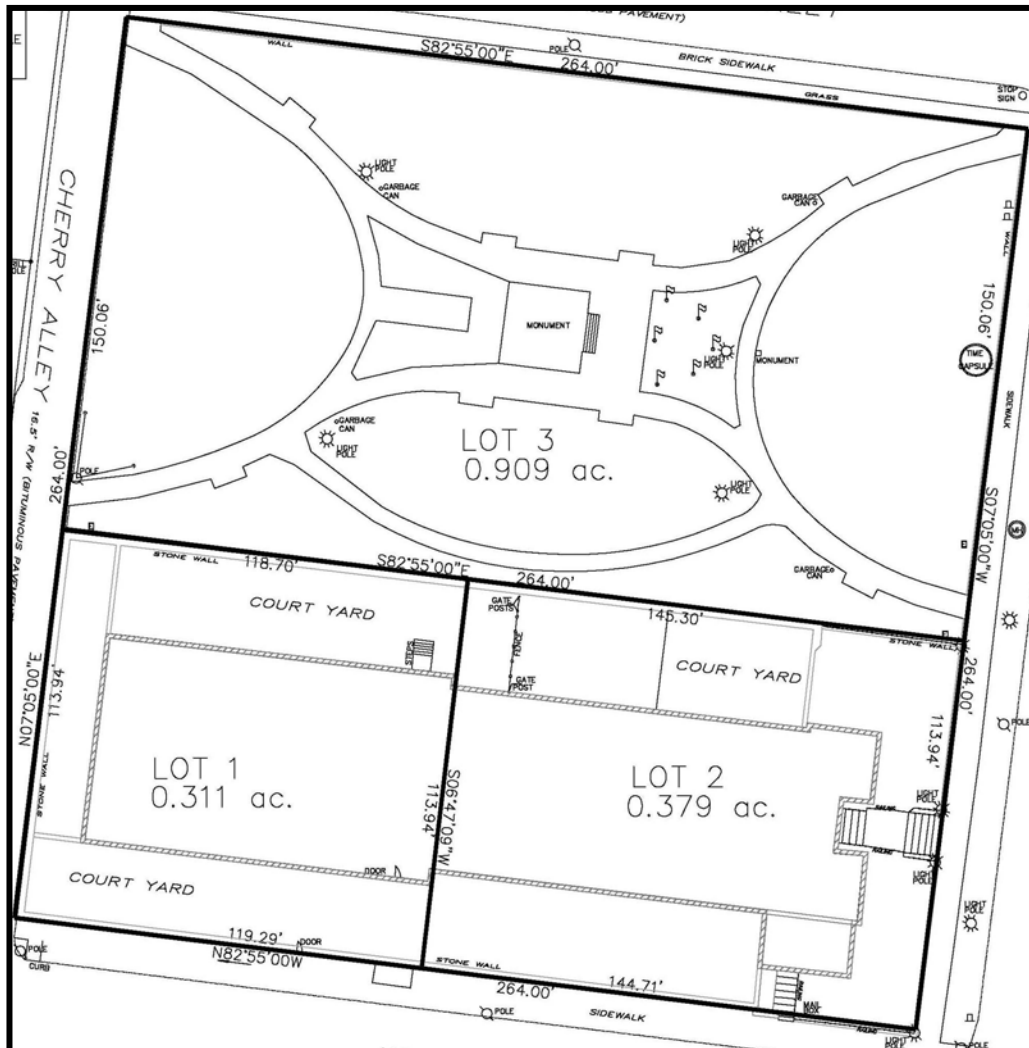 PAVEMENT)
BRICK SIDEWALK
POLE
WALL
S82°55'00"E
264.00'
GRASS
STOP
SIGN
CHERRY ALLEY
16.5' R/W (BITUMINOUS
LIGHT
POLE
GARBAGE
CAN
GARBAGE
CAN
LIGHT
POLE
WALL
150.06'
150.06'
MONUMENT
LIGHT
POLE
MONUMENT
TIME
CAPSULE
SIDEWALK
GARBAGE
CAN
LIGHT
POLE
LOT 3
0.909 ac.
POLE
264.00'
LIGHT
POLE
S07°05'00"W
MH
GARBAGE
CAN
STONE WALL
118.70'
S82°55'00"E
264.00'
145.30'
STONE WALL
COURT YARD
GATE
POSTS
FENCE
GATE
POST
STEPS
COURT YARD
264.00'
N07°05'00"E
113.94'
113.94'
POLE
LOT 1
0.311 ac.
S06°47'09"W
113.94'
LOT 2
0.379 ac.
LIGHT
POLE
LIGHT
POLE
STONE WALL
DOOR
COURT YARD
LIGHT
POLE
119.29'
DOOR
N82°55'00W
POLE
CURB
STONE WALL
264.00'
144.71'
MAIL
BOX
POLE
SIDEWALK
LIGHT
POLE